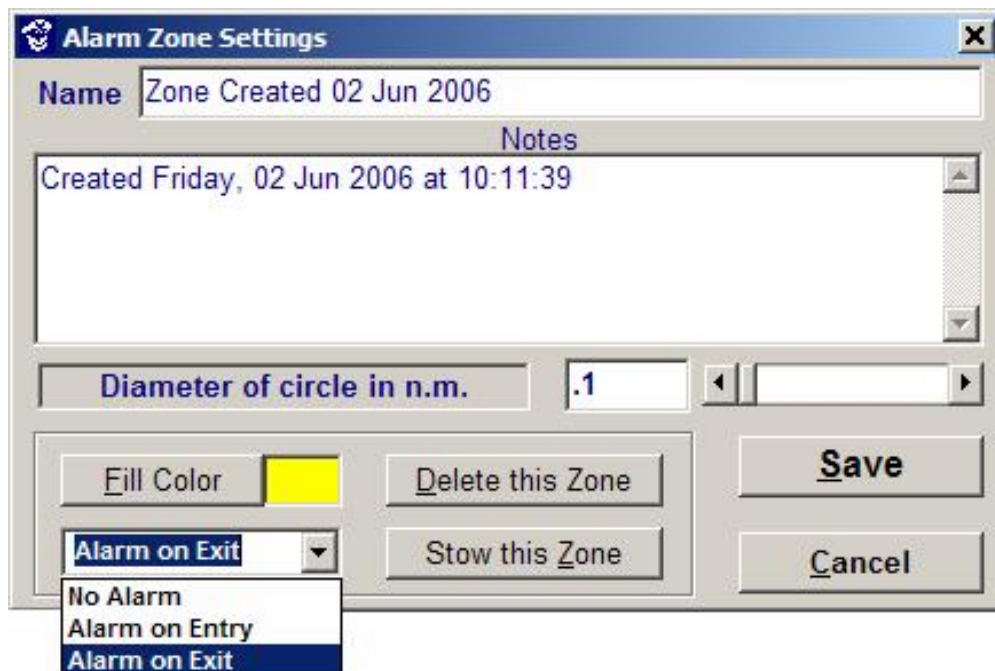 Alarm Zone Settings
Name Zone Created 02 Jun 2006
Notes
Created Friday, 02 Jun 2006 at 10:11:39
Diameter of circle in n.m. .1
Fill Color Delete this Zone Save
Alarm on Exit Stow this Zone Cancel
No Alarm
Alarm on Entry
Alarm on Exit